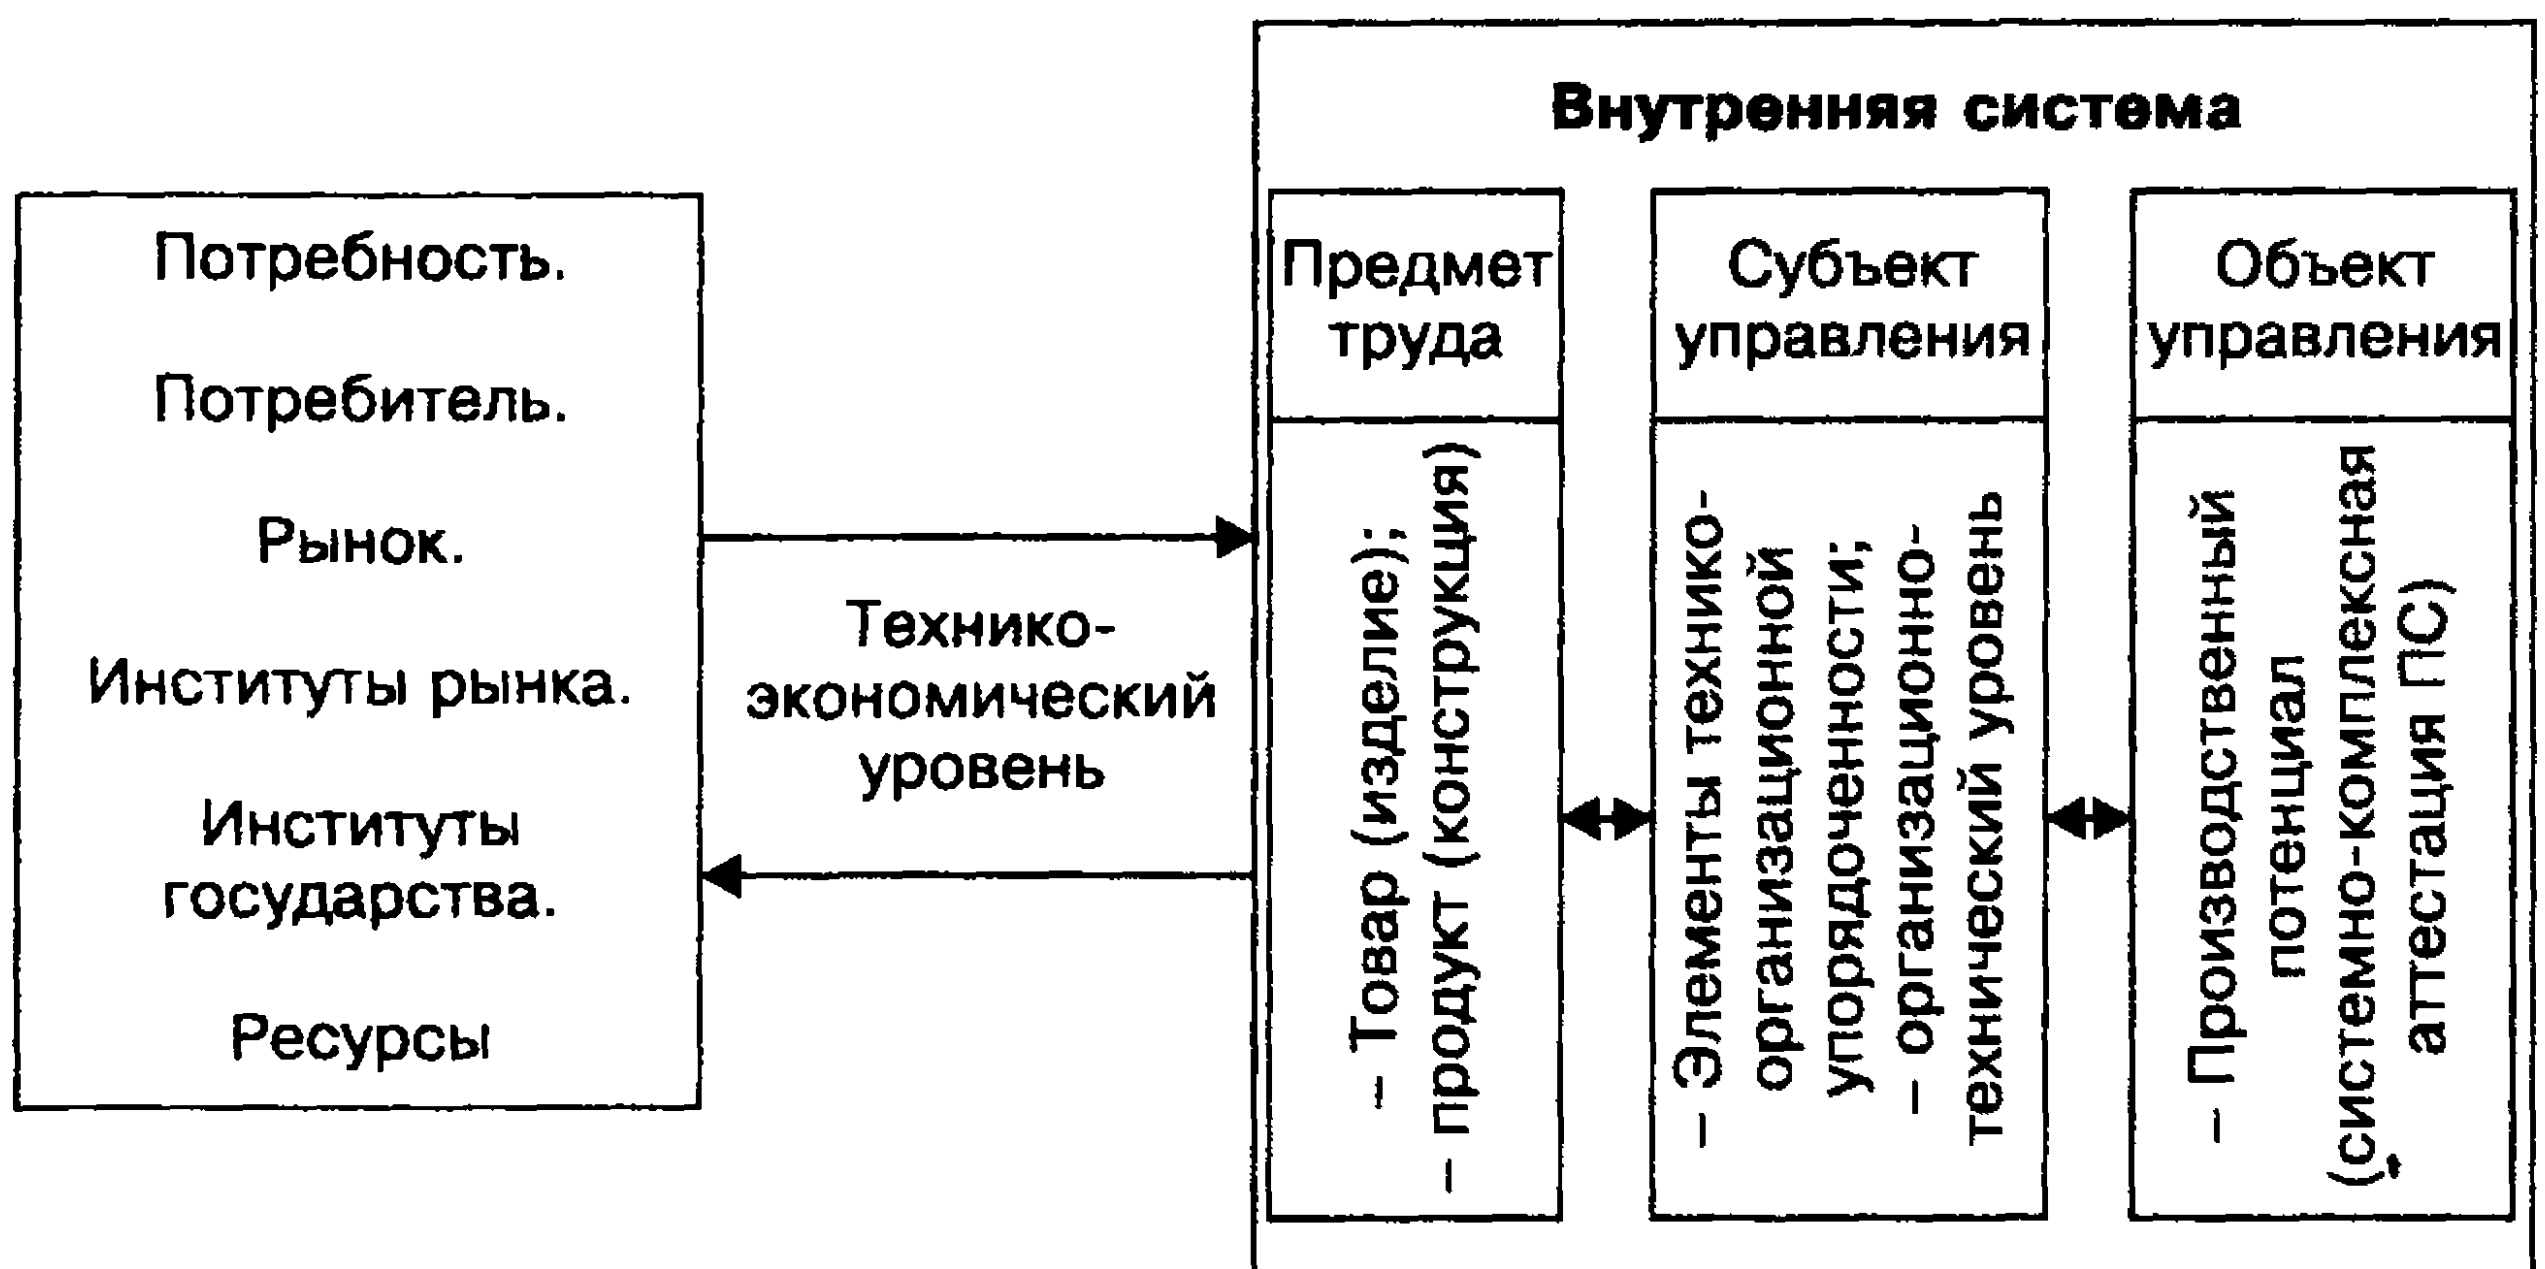 Внутренняя система
Потребность.
Потребитель.
Рынок.
Институты рынка.
Институты
государства.
Ресурсы
Технико-
экономический
уровень
Предмет
труда
– Товар (изделие);
– продукт (конструкция)
Субъект
управления
– Элементы технико-
организационной
упорядоченности;
– организационно-
технический уровень
Объект
управления
– Производственный
потенциал
(системно-комплексная
аттестация ПС)